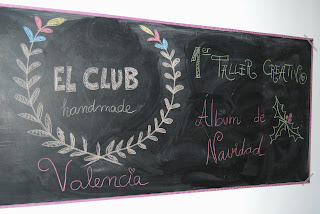 EL CLUB
handmade
Valencia
1er TALLER CREATIVO
Álbum de
Navidad